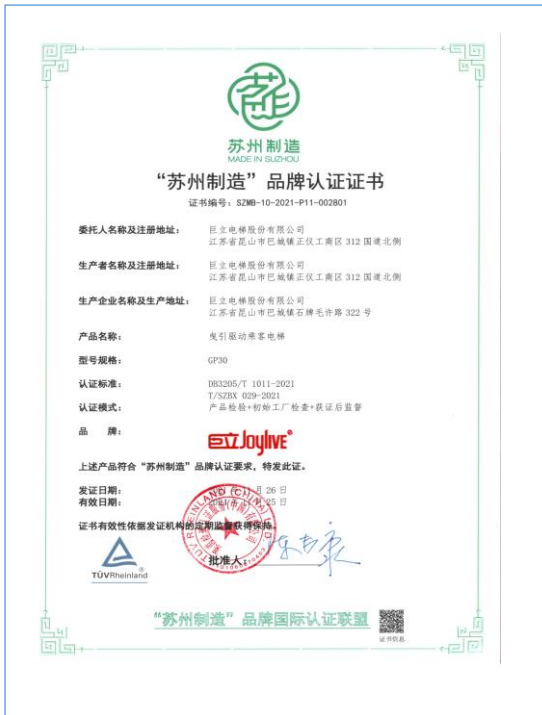 苏州制造
MADE IN SUZHOU
“苏州制造”品牌认证证书
证书编号：SZMB-10-2021-P11-002801
委托人名称及注册地址： 巨立电梯股份有限公司
江苏省昆山市巴城镇正仪工商区 312 国道北侧
生产者名称及注册地址： 巨立电梯股份有限公司
江苏省昆山市巴城镇正仪工商区 312 国道北侧
生产企业名称及生产地址： 巨立电梯股份有限公司
江苏省昆山市巴城镇石牌毛许路 322 号
产品名称： 曳引驱动乘客电梯
型号规格： GP30
认证标准： DB3205/T 1011-2021
T/SZBX 029-2021
认证模式： 产品检验+初始工厂检查+获证后监督
品 牌： 巨立Joylive®
上述产品符合“苏州制造”品牌认证要求，特发此证。
发证日期： 月 26 日
有效日期： 25 日
证书有效性依据发证机构的定期监督获得保持。
TÜVRheinland
批准人：
“苏州制造”品牌国际认证联盟
证书信息